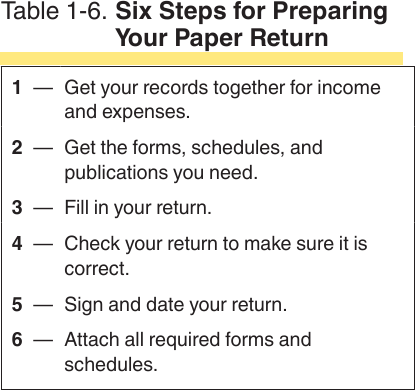 Table 1-6. Six Steps for Preparing
Your Paper Return
1 — Get your records together for income
and expenses.
2 — Get the forms, schedules, and
publications you need.
3 — Fill in your return.
4 — Check your return to make sure it is
correct.
5 — Sign and date your return.
6 — Attach all required forms and
schedules.